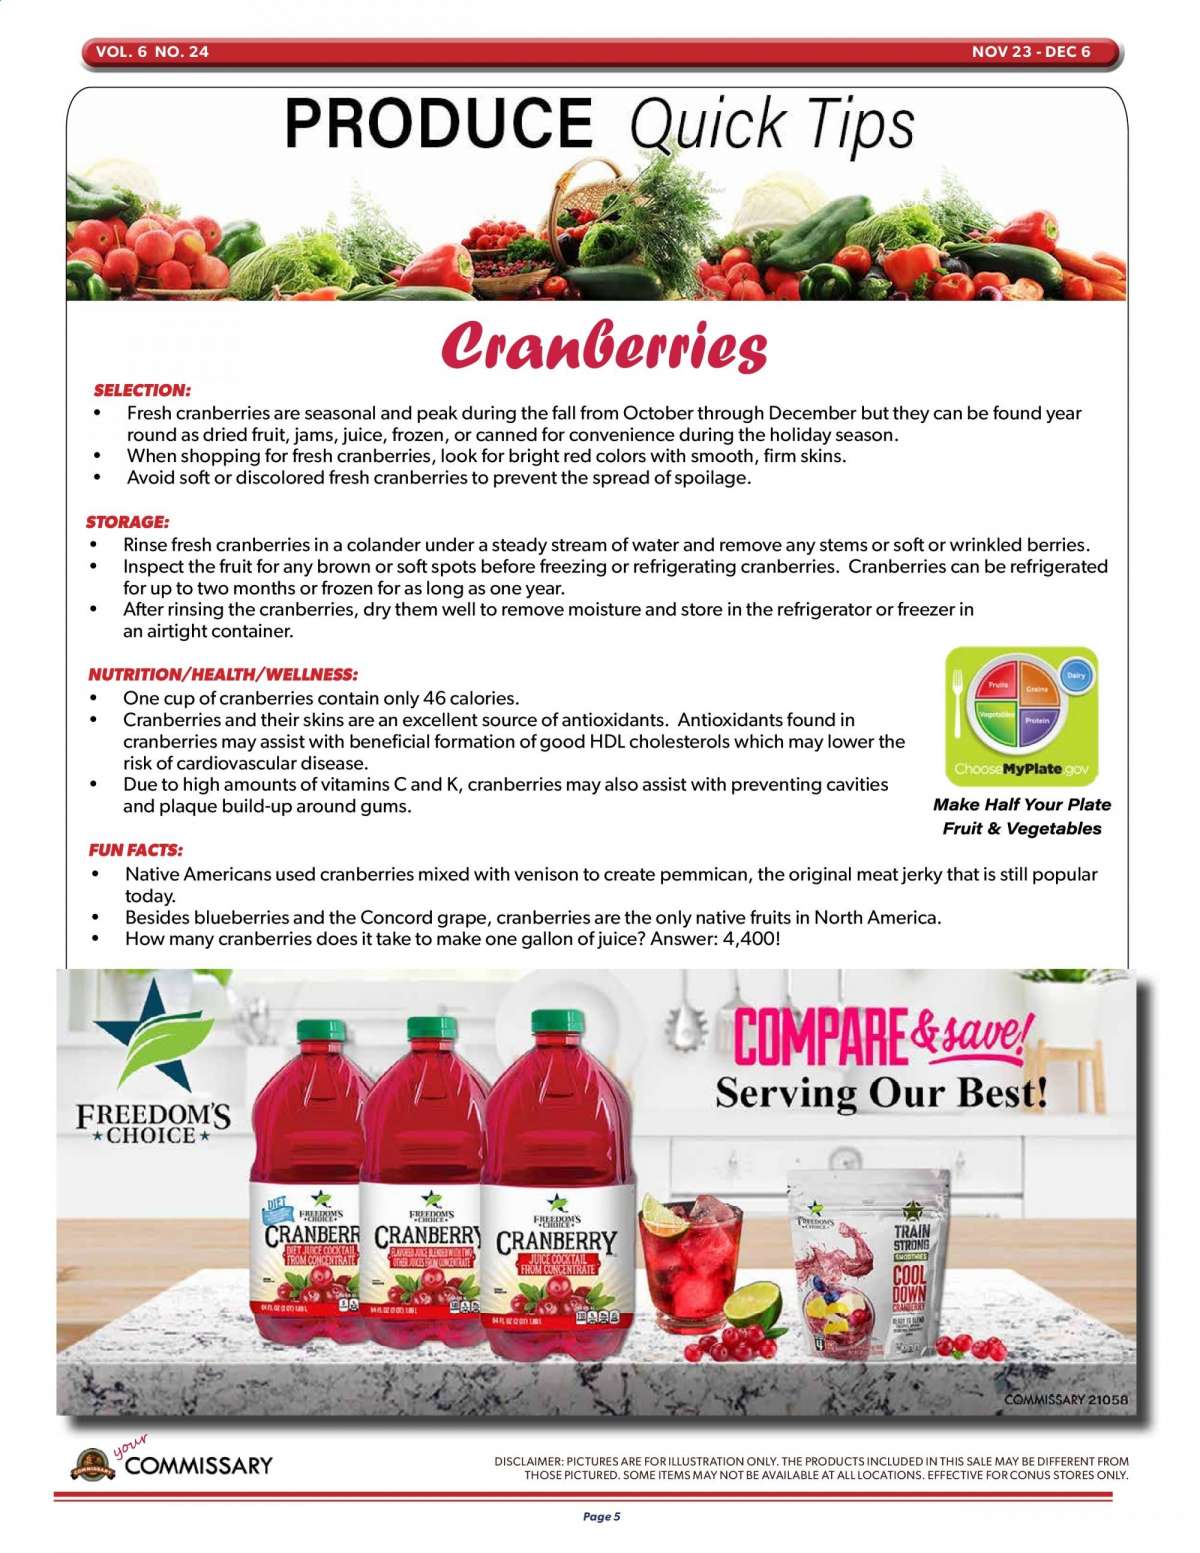 VOL. 6 NO. 24
NOV 23 - DEC 6
PRODUCE Quick Tips
Cranberries
SELECTION:
• Fresh cranberries are seasonal and peak during the fall from October through December but they can be found year
round as dried fruit, jams, juice, frozen, or canned for convenience during the holiday season.
• When shopping for fresh cranberries, look for bright red colors with smooth, firm skins.
• Avoid soft or discolored fresh cranberries to prevent the spread of spoilage.
STORAGE:
• Rinse fresh cranberries in a colander under a steady stream of water and remove any stems or soft or wrinkled berries.
• Inspect the fruit for any brown or soft spots before freezing or refrigerating cranberries. Cranberries can be refrigerated
for up to two months or frozen for as long as one year.
• After rinsing the cranberries, dry them well to remove moisture and store in the refrigerator or freezer in
an airtight container.
NUTRITION/HEALTH/WELLNESS:
• One cup of cranberries contain only 46 calories.
• Cranberries and their skins are an excellent source of antioxidants. Antioxidants found in
cranberries may assist with beneficial formation of good HDL cholesterols which may lower the
risk of cardiovascular disease.
• Due to high amounts of vitamins C and K, cranberries may also assist with preventing cavities
and plaque build-up around gums.
Fruits
Grains
Dairy
Vegetables
Protein
ChooseMyPlate.gov
Make Half Your Plate
Fruit & Vegetables
FUN FACTS:
• Native Americans used cranberries mixed with venison to create pemmican, the original meat jerky that is still popular
today.
• Besides blueberries and the Concord grape, cranberries are the only native fruits in North America.
• How many cranberries does it take to make one gallon of juice? Answer: 4,400!
FREEDOM'S
CHOICE
COMPARE & save!
Serving Our Best!
DIET
FREEDOM'S
CHOICE
CRANBERR
DIET JUICE COCKTAIL
FROM CONCENTRATE
64 FL OZ (2 QT) 1.89 L
FREEDOM'S
CHOICE
CRANBERRY
FLAVORED JUICE BLENDED WITH TWO
OTHER JUICES FROM CONCENTRATE
64 FL OZ (2 QT) 1.89 L
FREEDOM'S
CHOICE
CRANBERRY
JUICE COCKTAIL
FROM CONCENTRATE
64 FL OZ (2 QT) 1.89 L
FREEDOM'S
CHOICE
TRAIN
STRONG
SMOOTHIES
COOL
DOWN
CRANBERRY
READY TO BLEND
COMMISSARY 21058
COMMISSARY
your
COMMISSARY
DISCLAIMER: PICTURES ARE FOR ILLUSTRATION ONLY. THE PRODUCTS INCLUDED IN THIS SALE MAY BE DIFFERENT FROM
THOSE PICTURED. SOME ITEMS MAY NOT BE AVAILABLE AT ALL LOCATIONS. EFFECTIVE FOR CONUS STORES ONLY.
Page 5